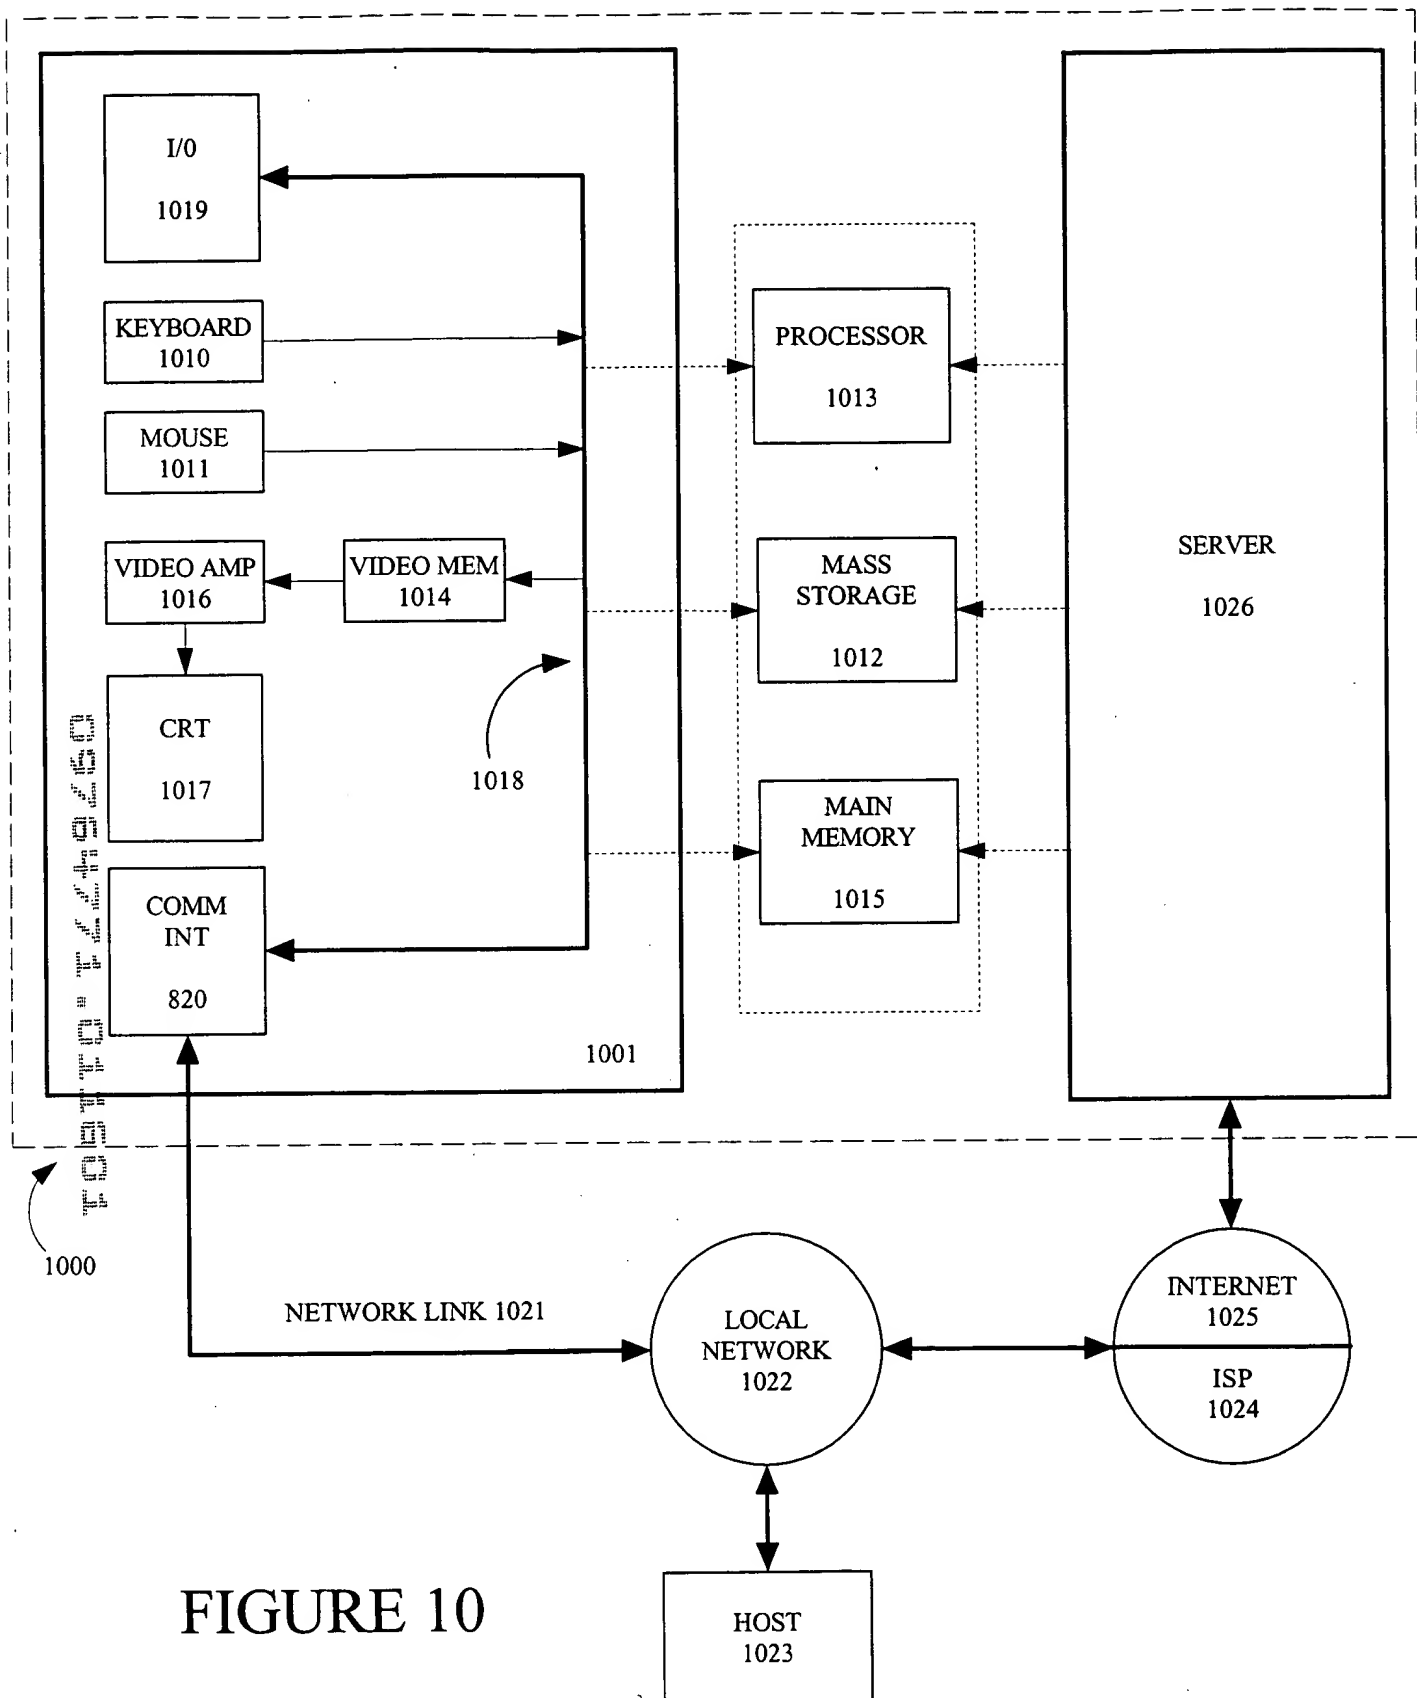 I/0
1019
KEYBOARD
1010
MOUSE
1011
VIDEO AMP
1016
VIDEO MEM
1014
CRT
1017
1018
COMM
INT
820
1001
PROCESSOR
1013
MASS
STORAGE
1012
MAIN
MEMORY
1015
SERVER
1026
1000
NETWORK LINK 1021
LOCAL
NETWORK
1022
INTERNET
1025
ISP
1024
HOST
1023
FIGURE 10